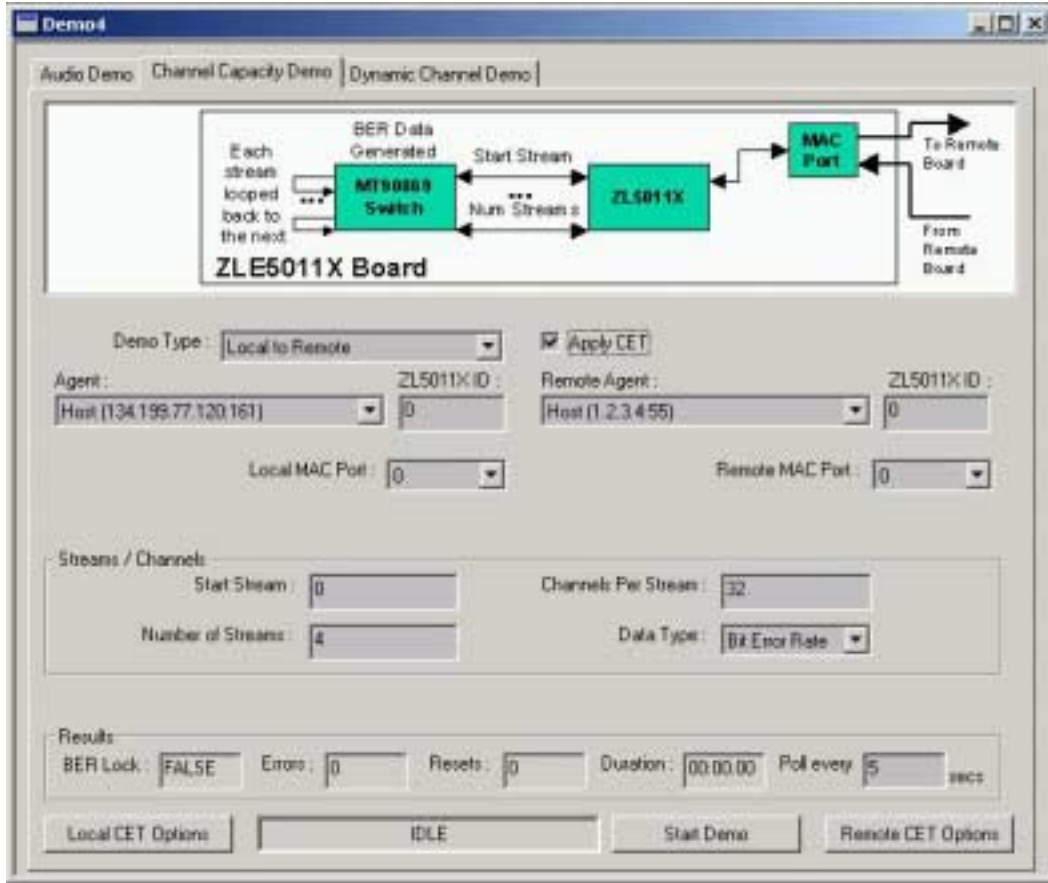 Demo4
Audio Demo Channel Capacity Demo Dynamic Channel Demo
Each
stream
looped
back to
the next
BER Data
Generated
MT90869
Switch
Start Stream
...
Num Streams
ZL5011X
MAC
Port
To Remote
Board
From
Remote
Board
ZLE5011X Board
Demo Type : Local to Remote Apply CET
Agent : ZL5011X ID : Remote Agent : ZL5011X ID :
Host (134.199.77.120:161) 0 Host (1.2.3.4:55) 0
Local MAC Port : 0 Remote MAC Port : 0
Streams / Channels
Start Stream : 0 Channels Per Stream : 32
Number of Streams : 4 Data Type : Bit Error Rate
Results
BER Lock : FALSE Errors : 0 Resets : 0 Duration : 00:00.00 Poll every 5 secs
Local CET Options IDLE Start Demo Remote CET Options